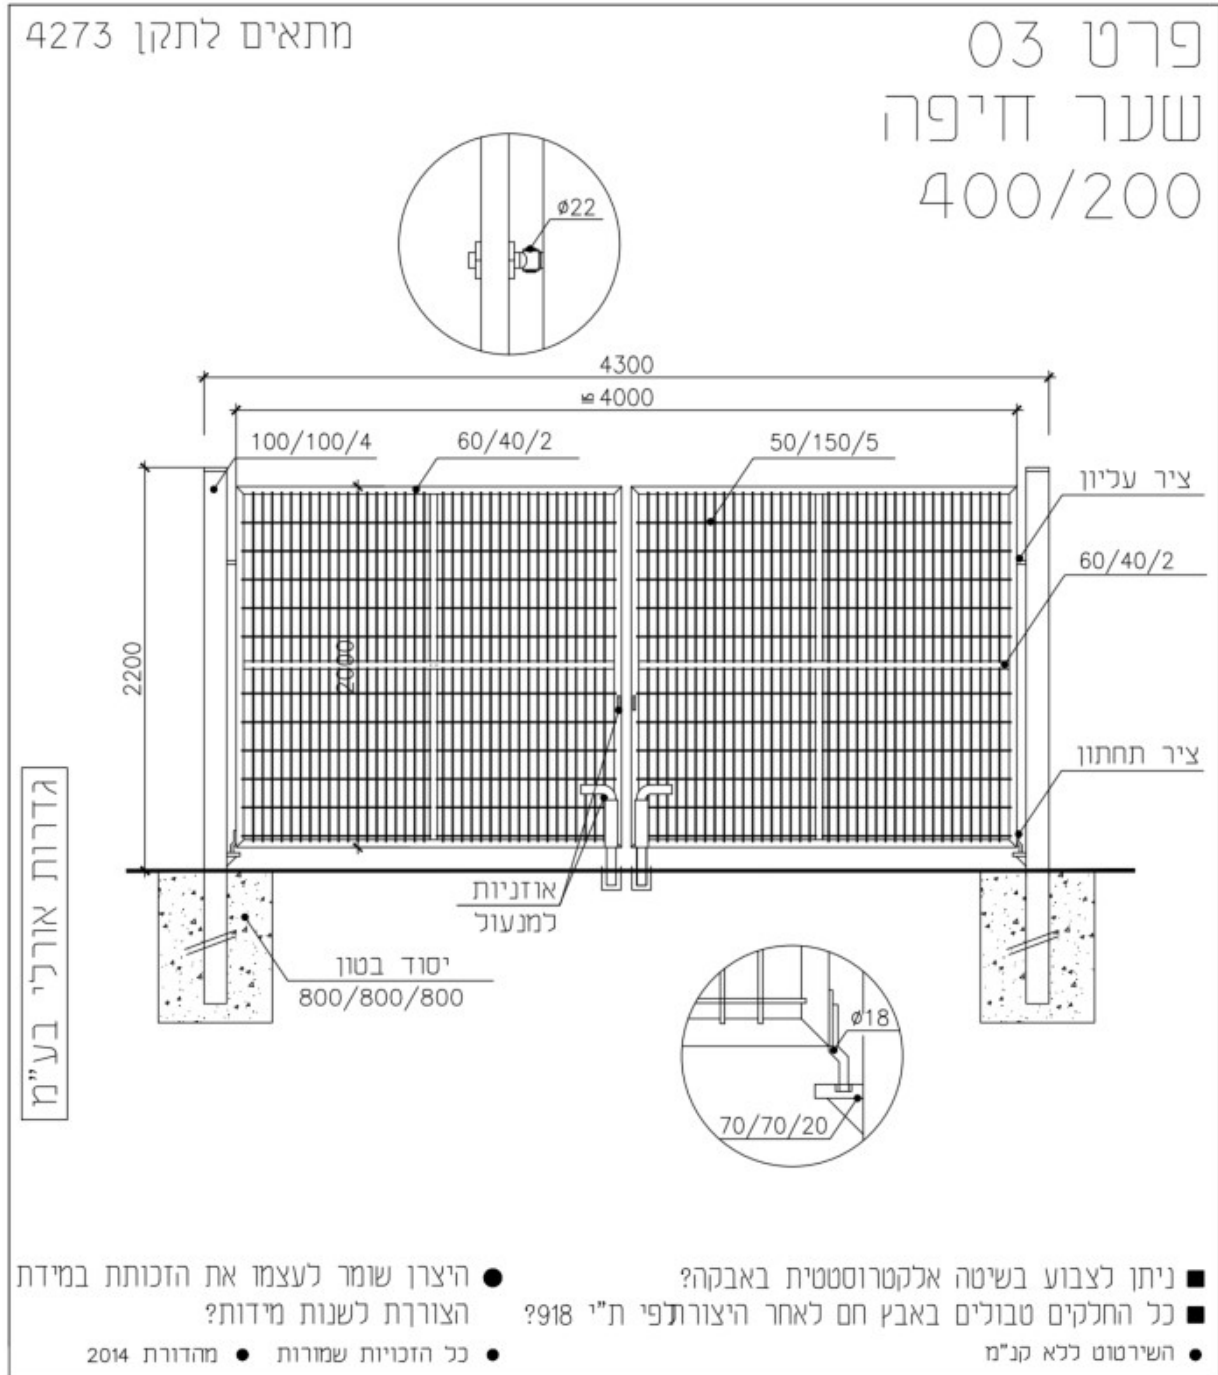 פרט 03
שער חיפה
400/200
מתאים לתקן 4273
ø22
4300
4000
100/100/4
60/40/2
50/150/5
ציר עליון
60/40/2
2200
2000
ציר תחתון
אוזניות
למנעול
יסוד בטון
800/800/800
ø18
70/70/20
גדרות אורלי בע"מ
■ ניתן לצבוע בשיטה אלקטרוסטטית באבקה?
■ כל החלקים טבולים באבץ חם לאחר היצור לפי ת"י 918?
● השירטוט ללא קנ"מ
● היצרן שומר לעצמו את הזכותת במידת
הצורךת לשנות מידות?
● כל הזכויות שמורות ● מהדורת 2014